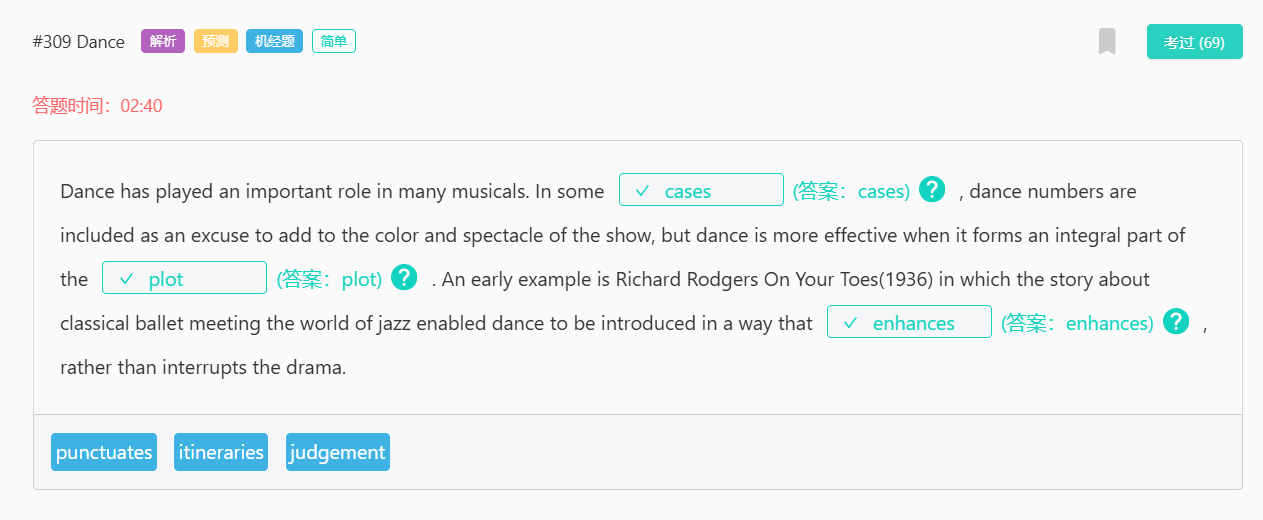 #309 Dance 解析 预测 机经题 简单 考过 (69)
答题时间：02:40
Dance has played an important role in many musicals. In some ✓ cases (答案：cases) ? , dance numbers are
included as an excuse to add to the color and spectacle of the show, but dance is more effective when it forms an integral part of
the ✓ plot (答案：plot) ? . An early example is Richard Rodgers On Your Toes(1936) in which the story about
classical ballet meeting the world of jazz enabled dance to be introduced in a way that ✓ enhances (答案：enhances) ? ,
rather than interrupts the drama.
punctuates itineraries judgement